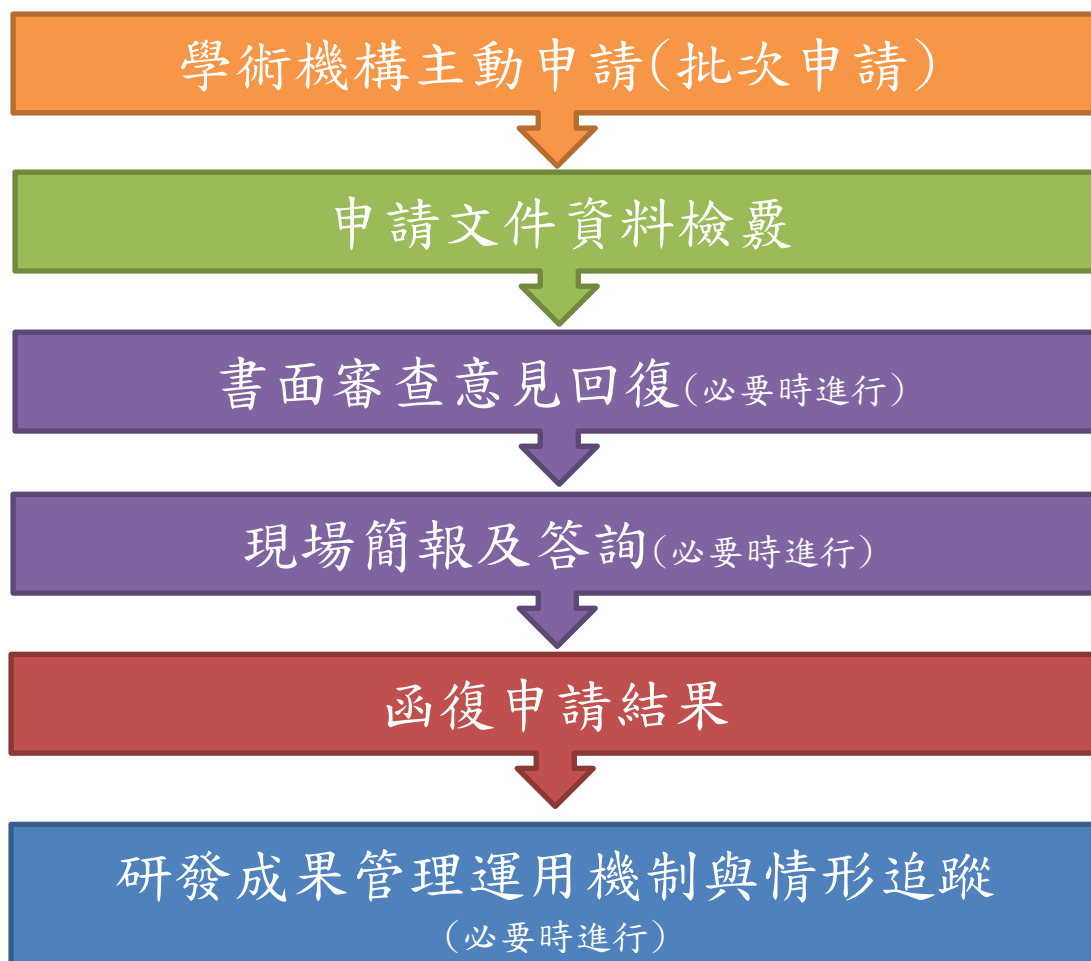 學術機構主動申請(批次申請)
申請文件資料檢覈
書面審查意見回復(必要時進行)
現場簡報及答詢(必要時進行)
函復申請結果
研發成果管理運用機制與情形追蹤
(必要時進行)